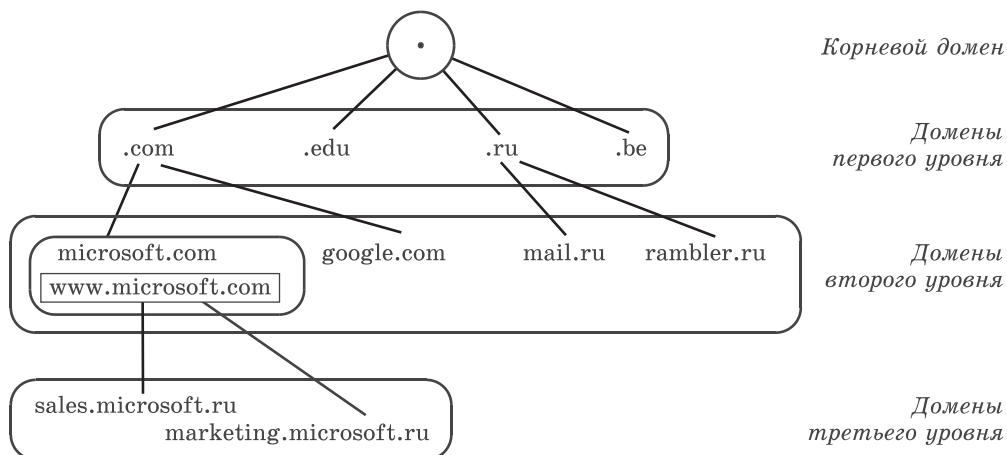 .
Корневой домен
.com .edu .ru .be
Домены
первого уровня
microsoft.com google.com mail.ru rambler.ru
www.microsoft.com
Домены
второго уровня
sales.microsoft.ru
marketing.microsoft.ru
Домены
третьего уровня